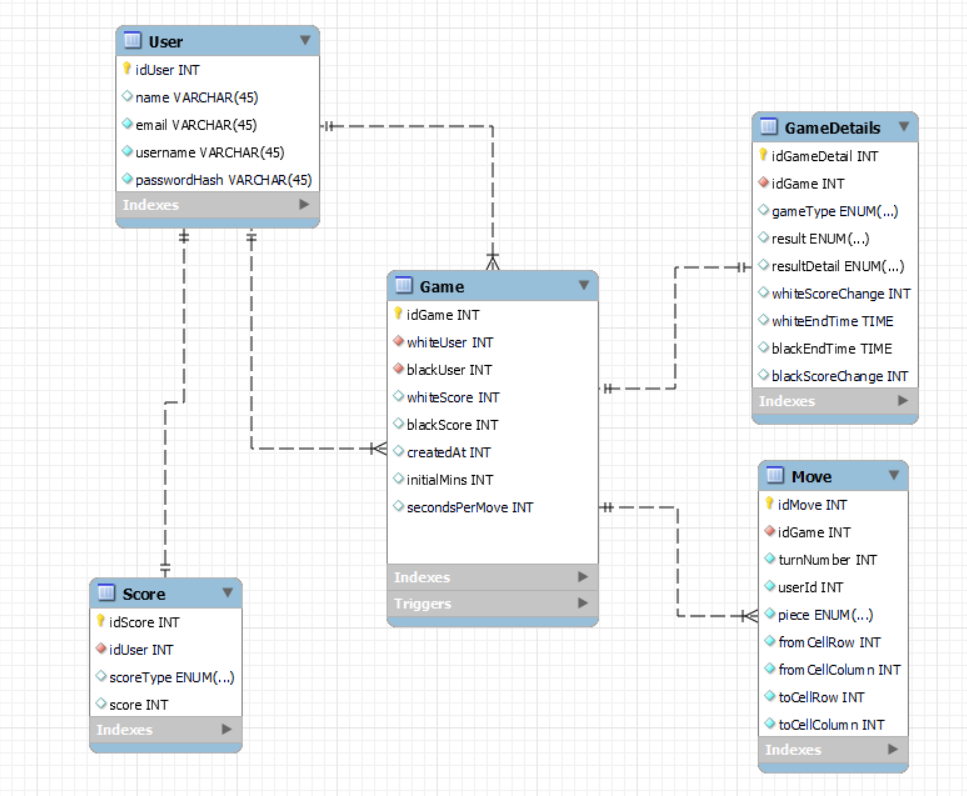 User
idUser INT
name VARCHAR(45)
email VARCHAR(45)
username VARCHAR(45)
passwordHash VARCHAR(45)
Indexes
GameDetails
idGameDetail INT
idGame INT
gameType ENUM(...)
result ENUM(...)
resultDetail ENUM(...)
whiteScoreChange INT
whiteEndTime TIME
blackEndTime TIME
blackScoreChange INT
Indexes
Game
idGame INT
whiteUser INT
blackUser INT
whiteScore INT
blackScore INT
createdAt INT
initialMins INT
secondsPerMove INT
Indexes
Triggers
Move
idMove INT
idGame INT
turnNumber INT
userId INT
piece ENUM(...)
fromCellRow INT
fromCellColumn INT
toCellRow INT
toCellColumn INT
Indexes
Score
idScore INT
idUser INT
scoreType ENUM(...)
score INT
Indexes